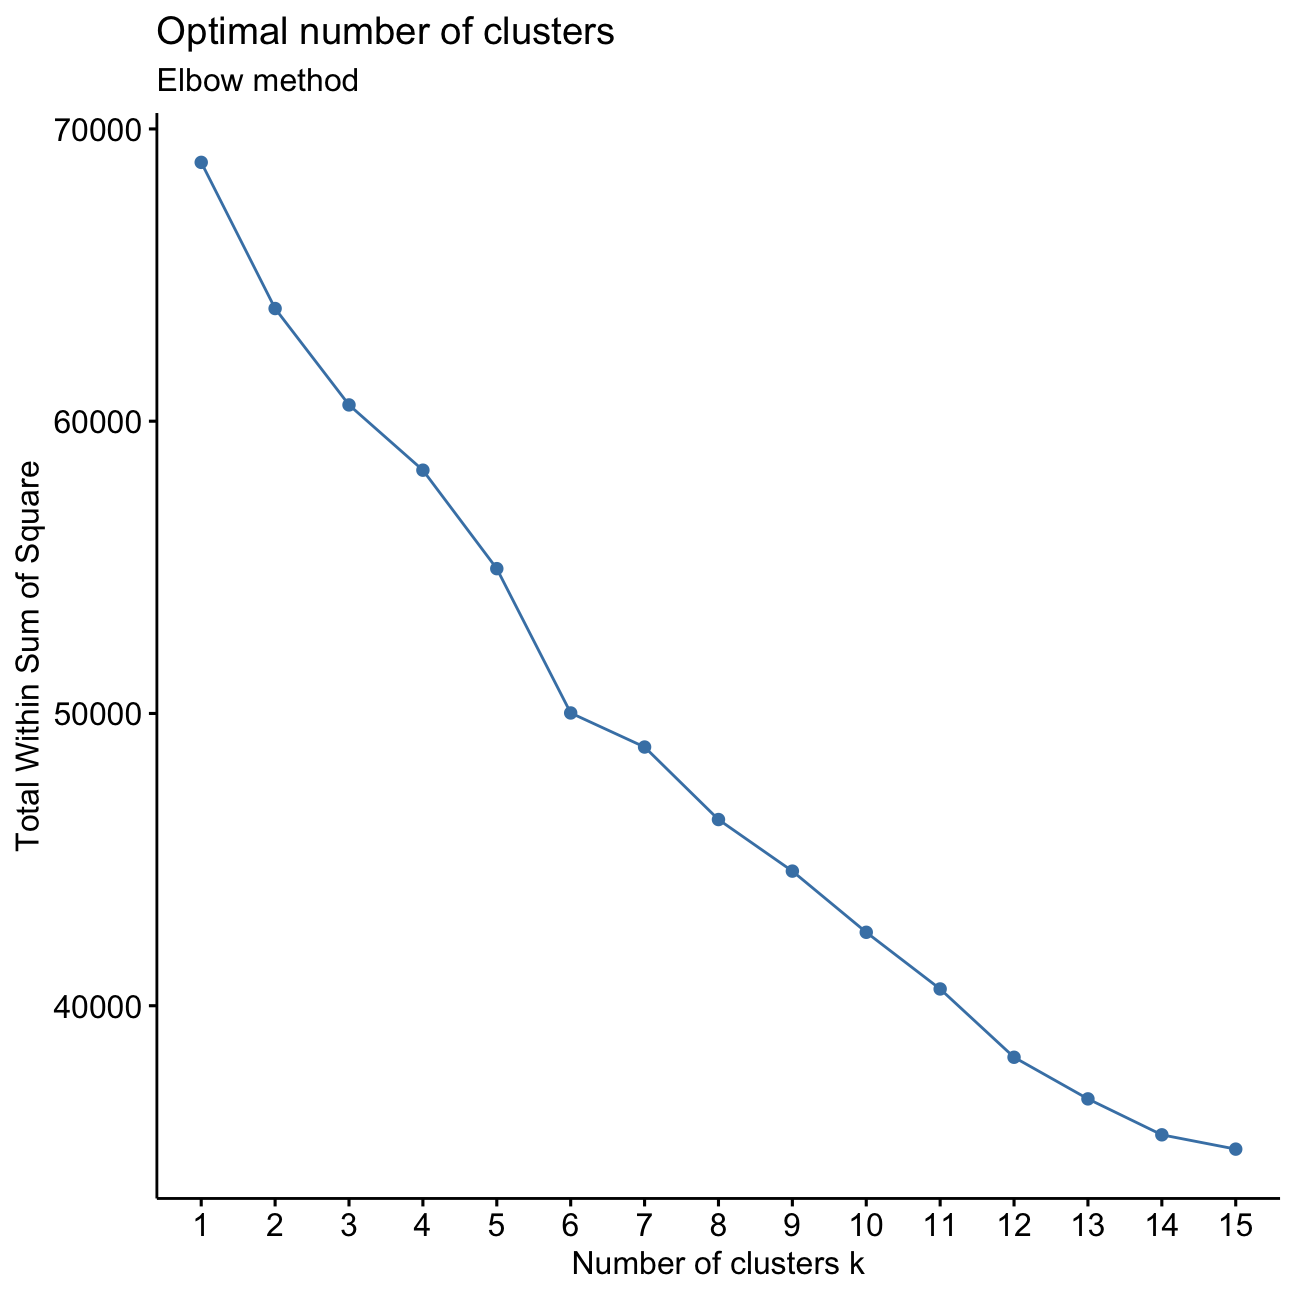 Optimal number of clusters
Elbow method
70000
60000
50000
40000
Total Within Sum of Square
1 2 3 4 5 6 7 8 9 10 11 12 13 14 15
Number of clusters k